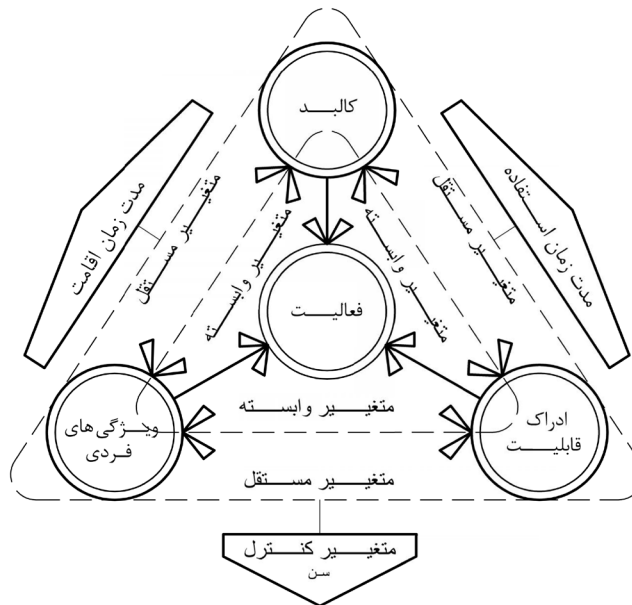 کالبد
مدت زمان اقامت
متغیر مستقل
متغیر وابسته
متغیر وابسته
متغیر مستقل
مدت زمان استفاده
فعالیت
ویژگی‌های
فردی
متغیر وابسته
ادراک
قابلیت
متغیر مستقل
متغیر کنترل
سن